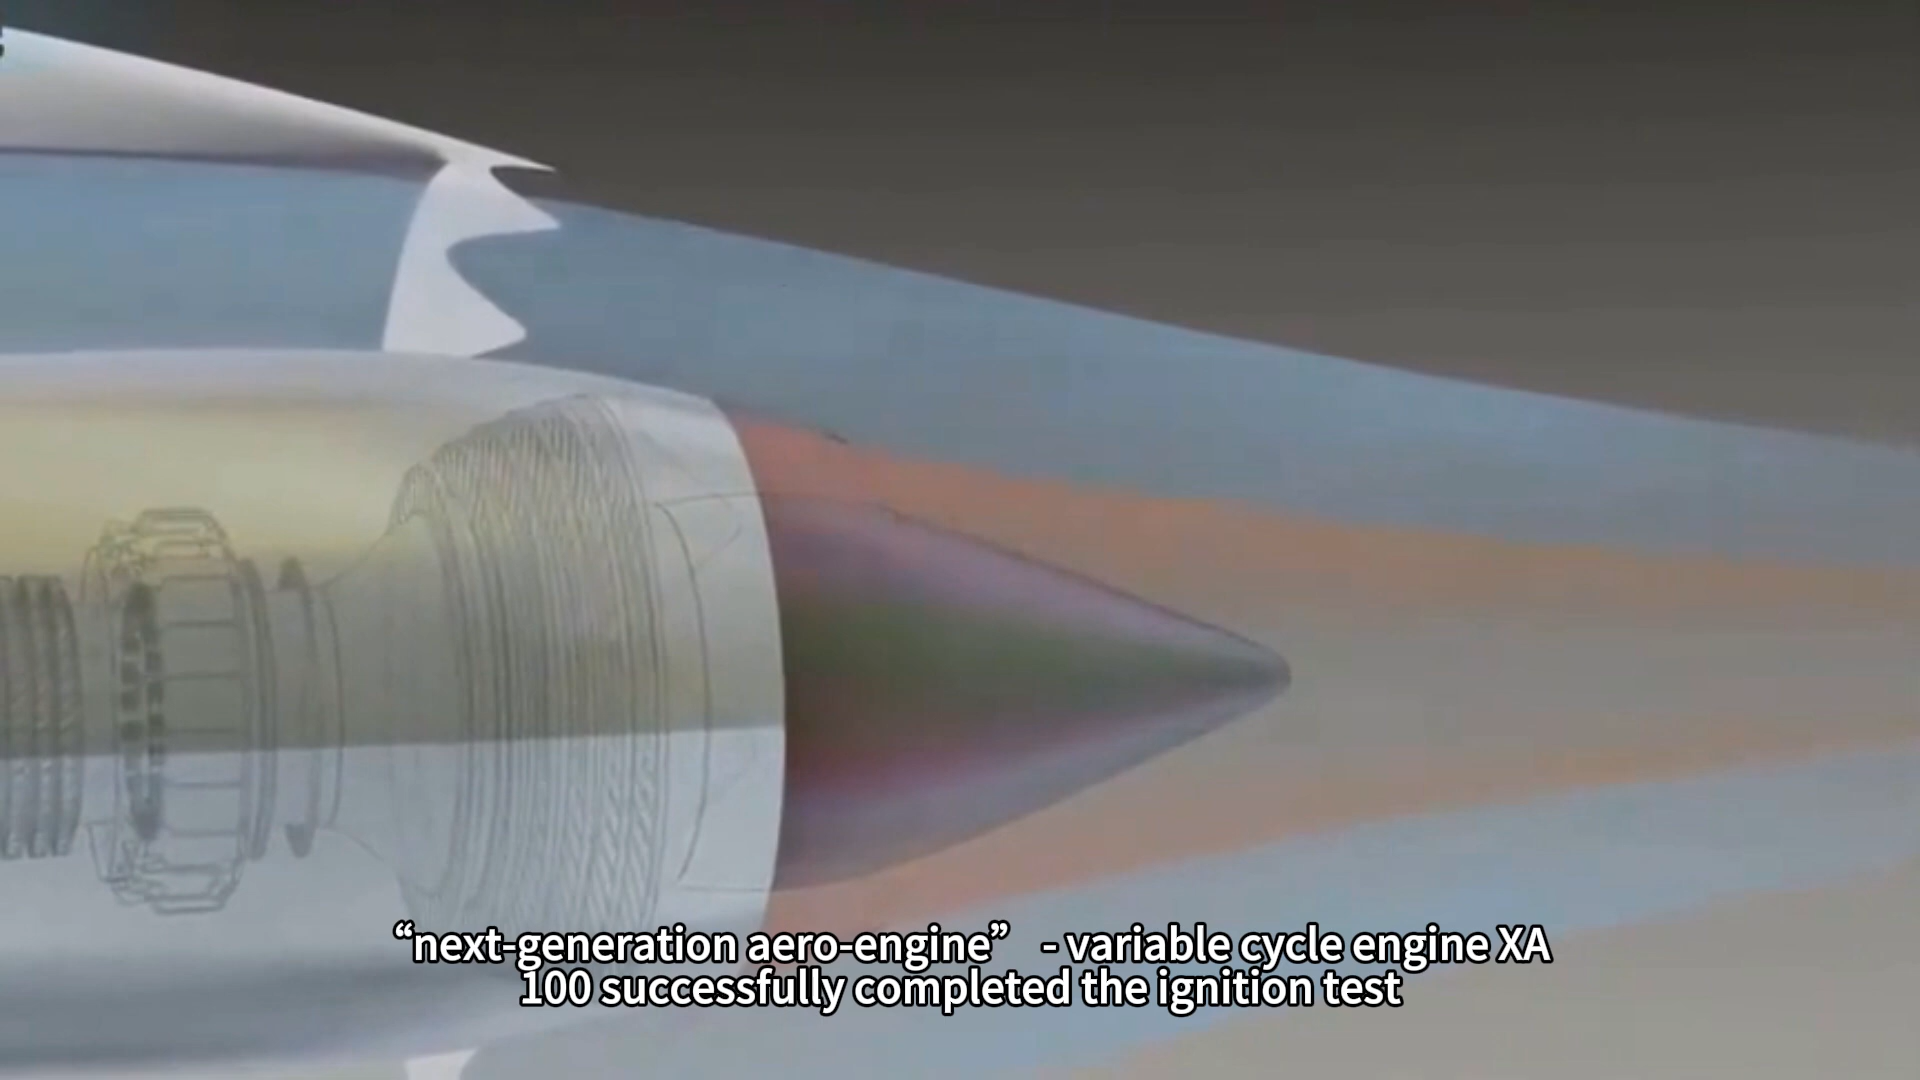 “next-generation aero-engine” - variable cycle engine XA
100 successfully completed the ignition test